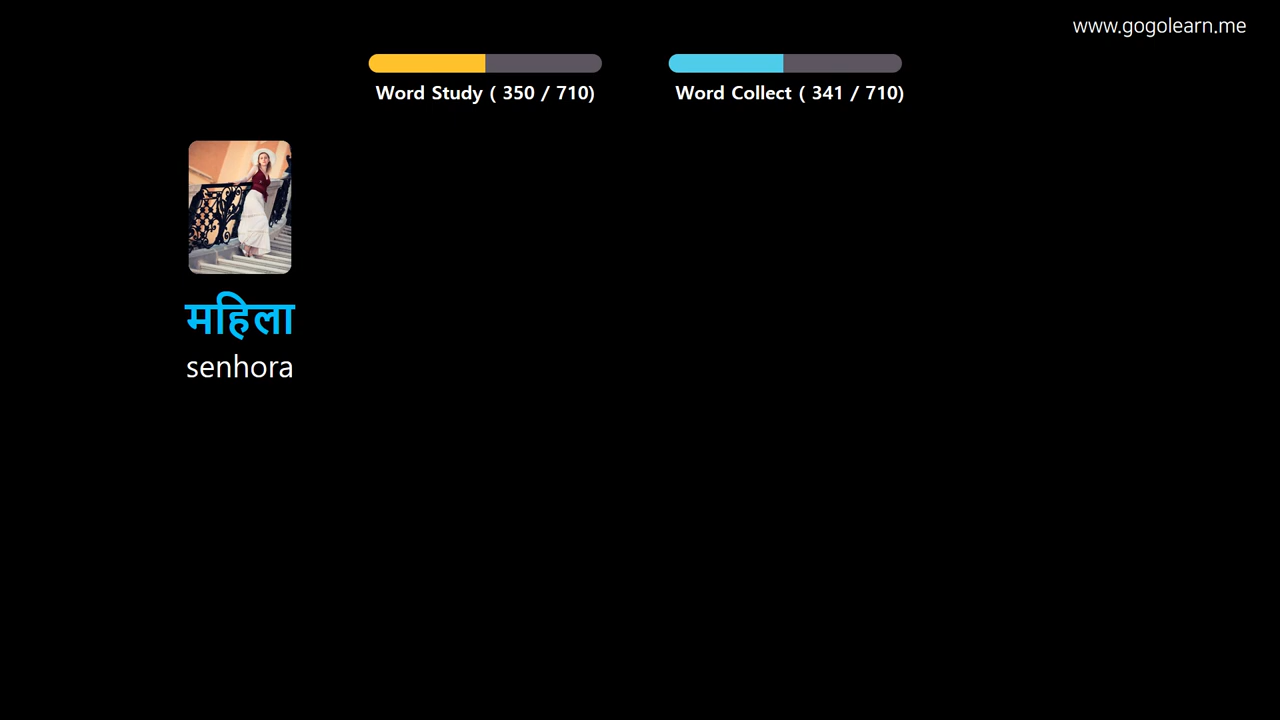 www.gogolearn.me
Word Study ( 350 / 710)
Word Collect ( 341 / 710)
महिला
senhora